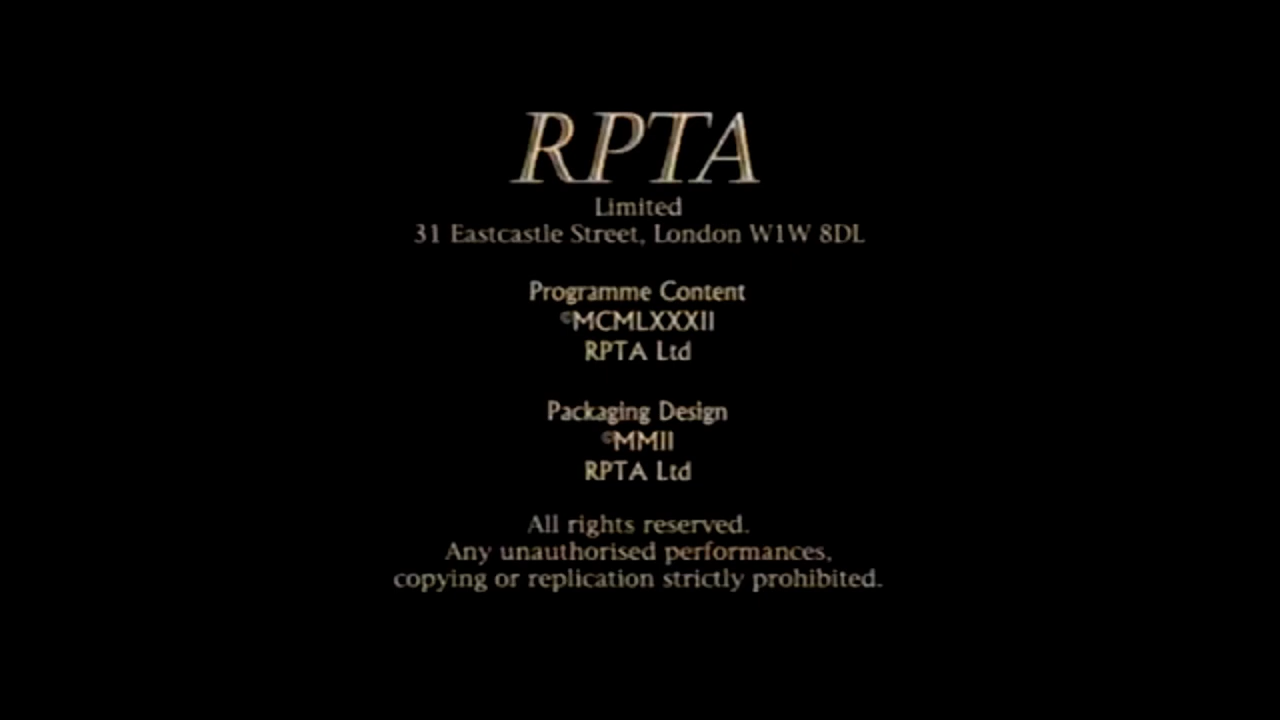 RPTA
Limited
31 Eastcastle Street, London W1W 8DL
Programme Content
©MCMLXXXII
RPTA Ltd
Packaging Design
©MMII
RPTA Ltd
All rights reserved.
Any unauthorised performances,
copying or replication strictly prohibited.